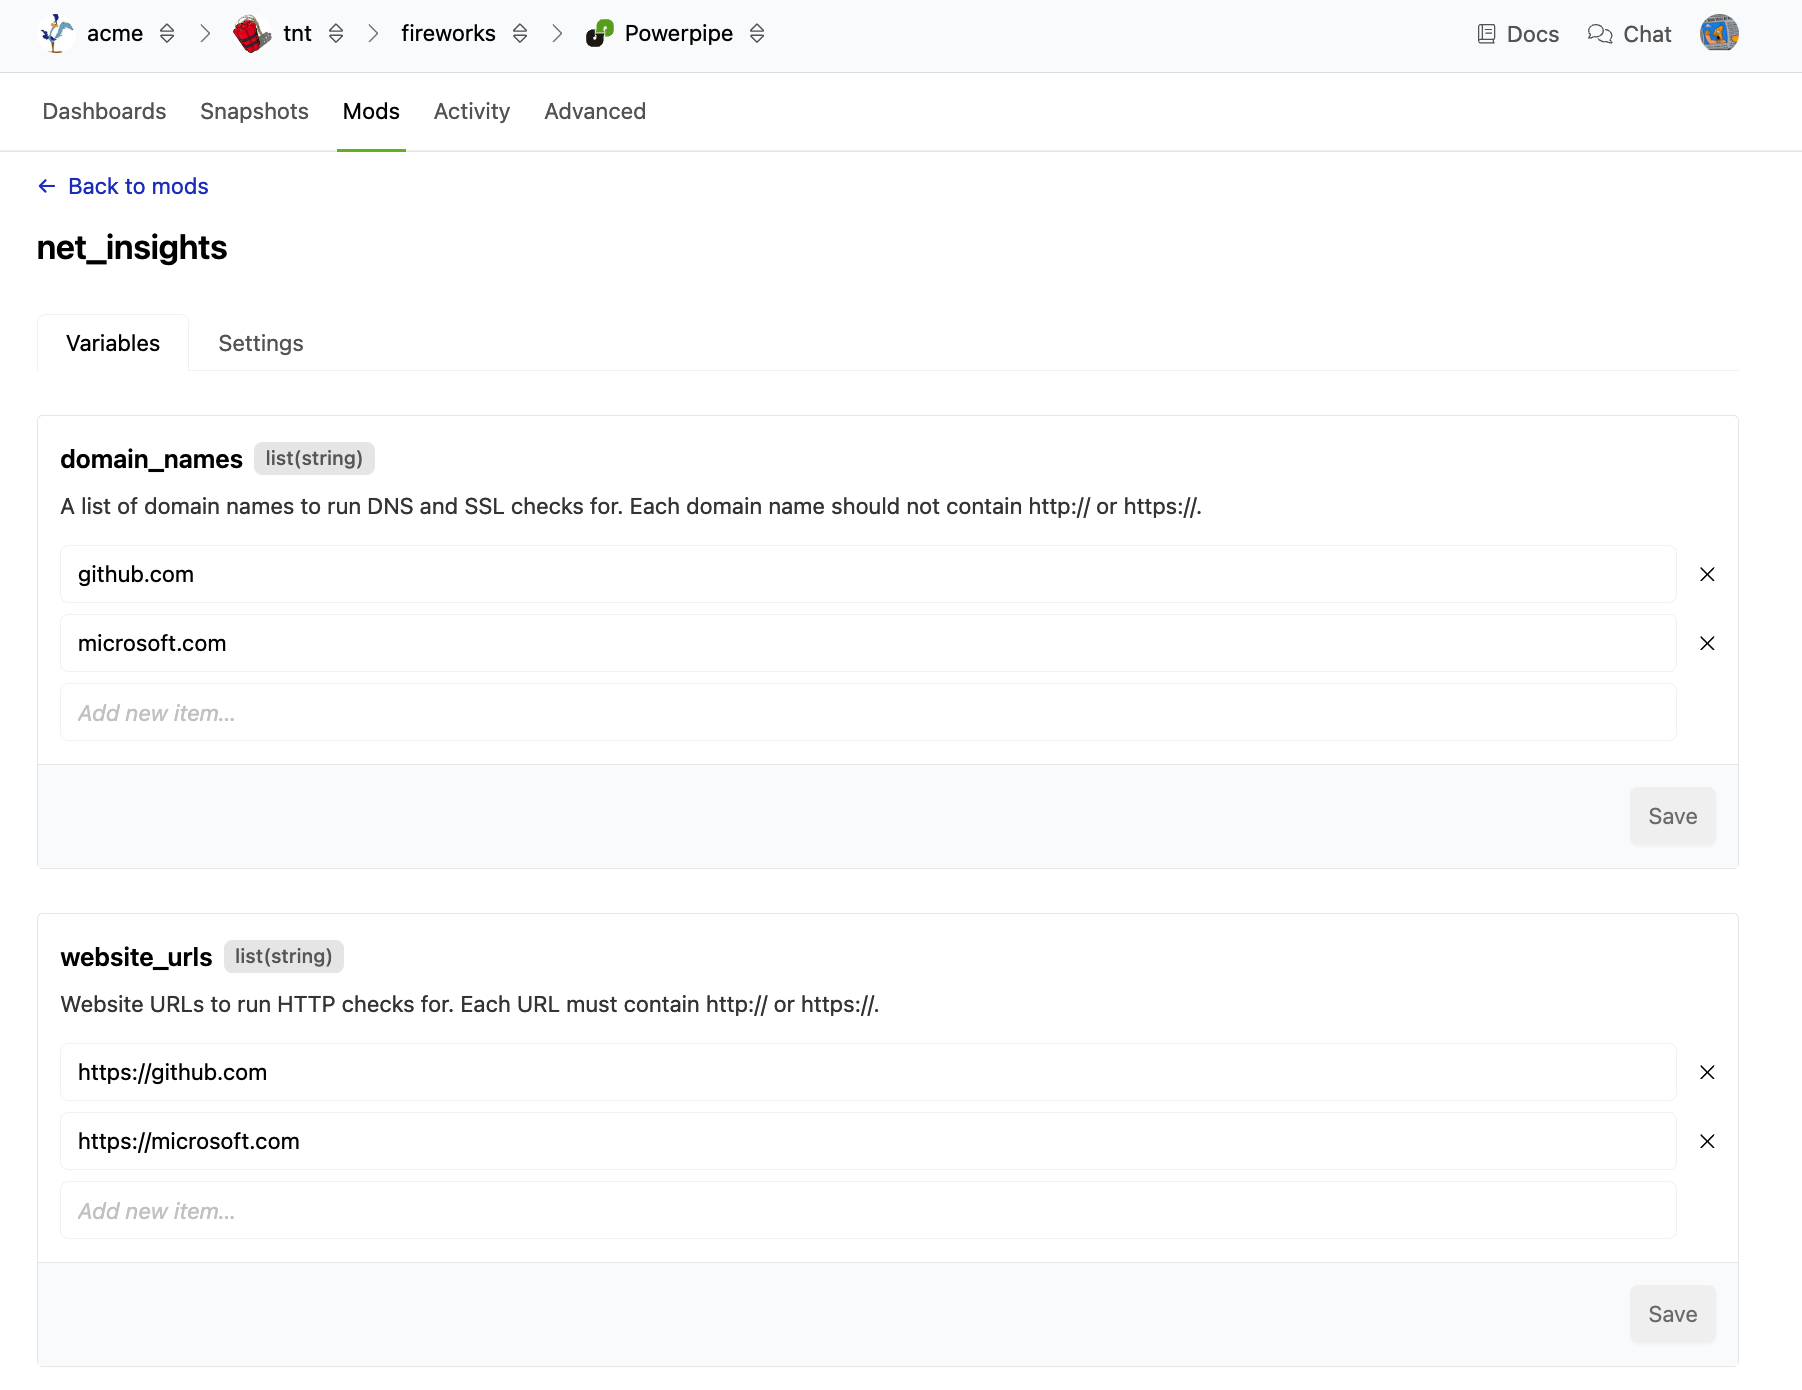 acme tnt fireworks Powerpipe Docs Chat
Dashboards Snapshots Mods Activity Advanced
← Back to mods
net_insights
Variables Settings
domain_names list(string)
A list of domain names to run DNS and SSL checks for. Each domain name should not contain http:// or https://.
github.com
microsoft.com
Add new item...
Save
website_urls list(string)
Website URLs to run HTTP checks for. Each URL must contain http:// or https://.
https://github.com
https://microsoft.com
Add new item...
Save